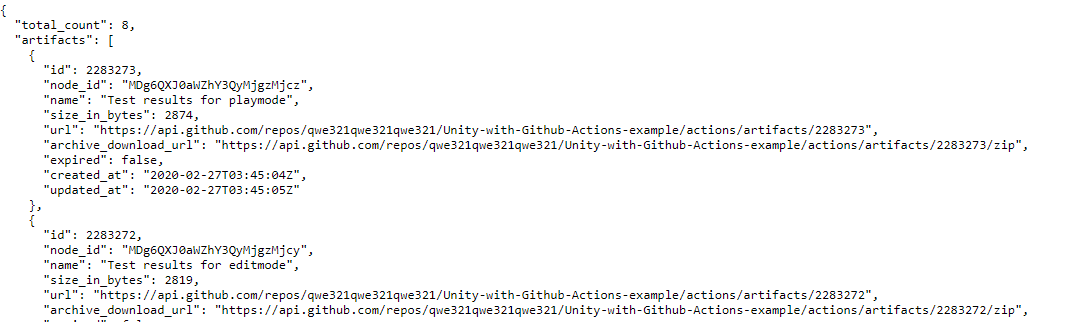 {
"total_count": 8,
"artifacts": [
{
"id": 2283273,
"node_id": "MDg6QXJ0aWZhY3QyMjgzMjcz",
"name": "Test results for playmode",
"size_in_bytes": 2874,
"url": "https://api.github.com/repos/qwe321qwe321qwe321/Unity-with-Github-Actions-example/actions/artifacts/2283273",
"archive_download_url": "https://api.github.com/repos/qwe321qwe321qwe321/Unity-with-Github-Actions-example/actions/artifacts/2283273/zip",
"expired": false,
"created_at": "2020-02-27T03:45:04Z",
"updated_at": "2020-02-27T03:45:05Z"
},
{
"id": 2283272,
"node_id": "MDg6QXJ0aWZhY3QyMjgzMjcy",
"name": "Test results for editmode",
"size_in_bytes": 2819,
"url": "https://api.github.com/repos/qwe321qwe321qwe321/Unity-with-Github-Actions-example/actions/artifacts/2283272",
"archive_download_url": "https://api.github.com/repos/qwe321qwe321qwe321/Unity-with-Github-Actions-example/actions/artifacts/2283272/zip",